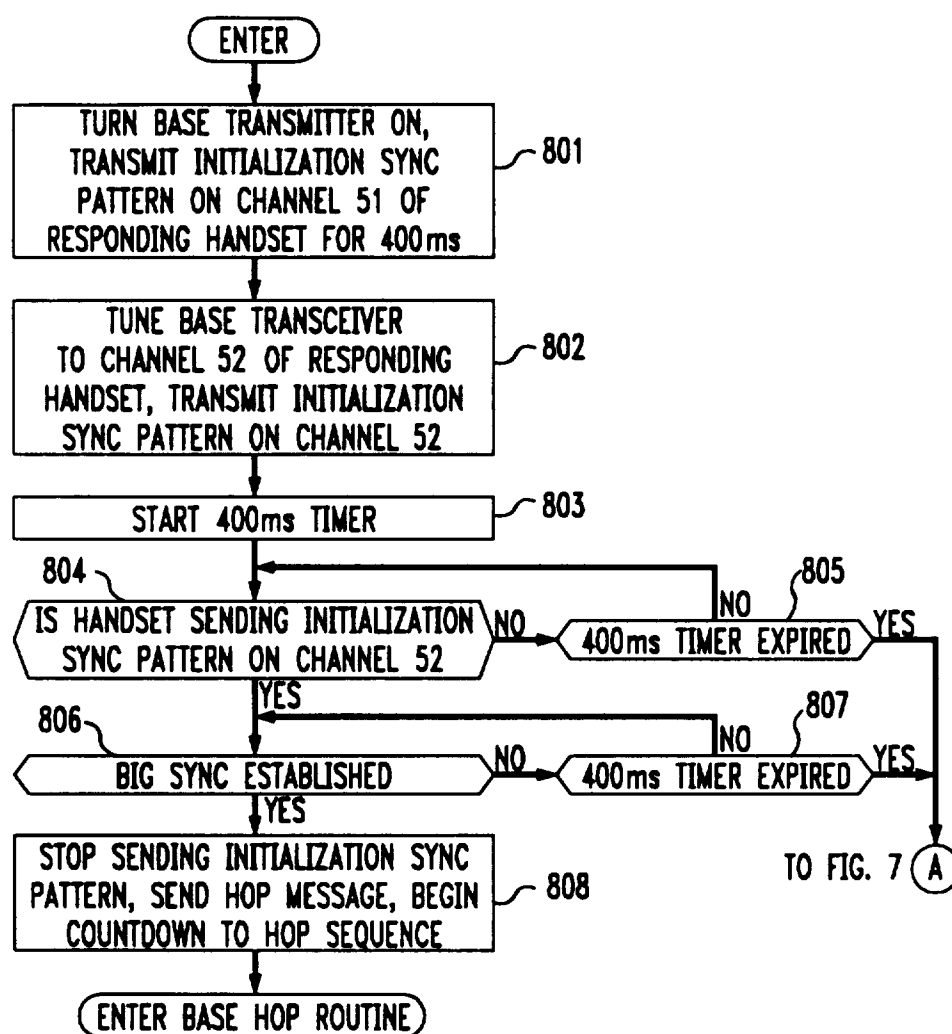 ENTER
TURN BASE TRANSMITTER ON,
TRANSMIT INITIALIZATION SYNC
PATTERN ON CHANNEL 51 OF
RESPONDING HANDSET FOR 400ms
801
TUNE BASE TRANSCEIVER
TO CHANNEL 52 OF RESPONDING
HANDSET, TRANSMIT INITIALIZATION
SYNC PATTERN ON CHANNEL 52
802
START 400ms TIMER
803
804
IS HANDSET SENDING INITIALIZATION
SYNC PATTERN ON CHANNEL 52
NO
YES
805
NO
400ms TIMER EXPIRED
YES
806
BIG SYNC ESTABLISHED
NO
YES
807
NO
400ms TIMER EXPIRED
YES
STOP SENDING INITIALIZATION SYNC
PATTERN, SEND HOP MESSAGE, BEGIN
COUNTDOWN TO HOP SEQUENCE
808
TO FIG. 7 A
ENTER BASE HOP ROUTINE